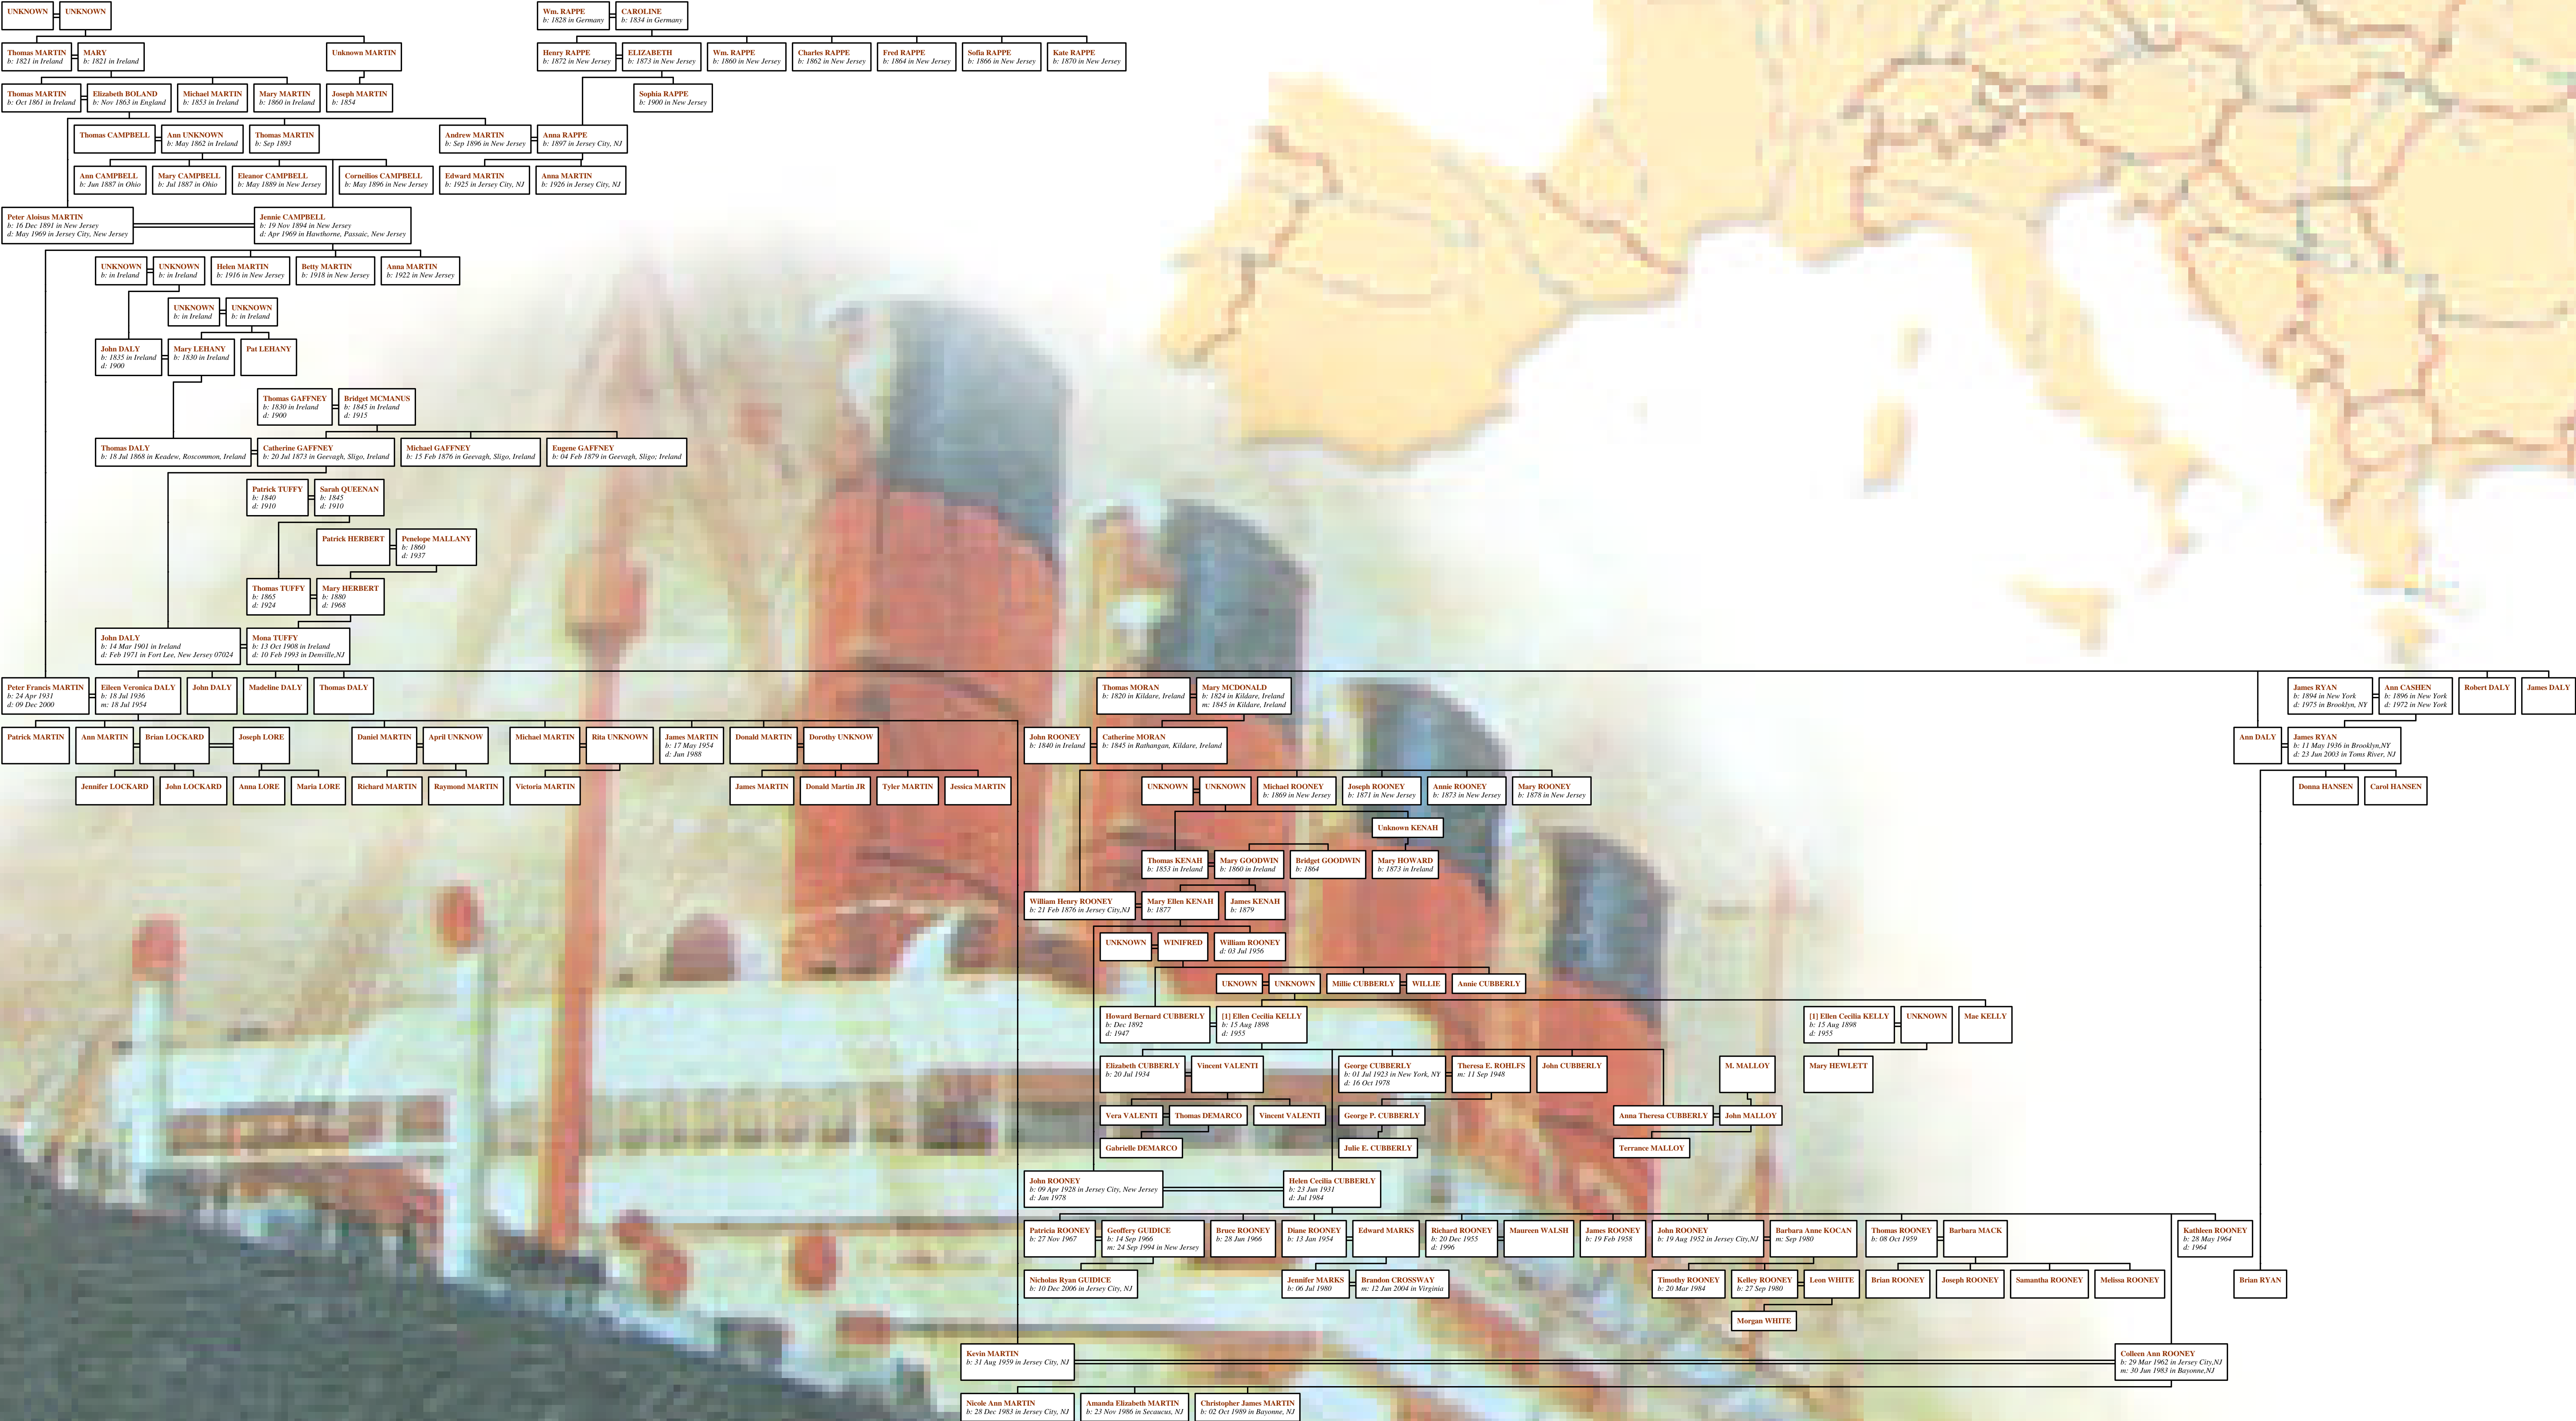 UNKNOWN
UNKNOWN
Wm. RAPPE
b: 1828 in Germany
CAROLINE
b: 1834 in Germany
Thomas MARTIN
b: 1821 in Ireland
MARY
b: 1821 in Ireland
Unknown MARTIN
Henry RAPPE
b: 1872 in New Jersey
ELIZABETH
b: 1873 in New Jersey
Wm. RAPPE
b: 1860 in New Jersey
Charles RAPPE
b: 1862 in New Jersey
Fred RAPPE
b: 1864 in New Jersey
Sofia RAPPE
b: 1866 in New Jersey
Kate RAPPE
b: 1870 in New Jersey
Thomas MARTIN
b: Oct 1861 in Ireland
Elizabeth BOLAND
b: Nov 1863 in England
Michael MARTIN
b: 1853 in Ireland
Mary MARTIN
b: 1860 in Ireland
Joseph MARTIN
b: 1854
Sophia RAPPE
b: 1900 in New Jersey
Thomas CAMPBELL
Ann UNKNOWN
b: May 1862 in Ireland
Thomas MARTIN
b: Sep 1893
Andrew MARTIN
b: Sep 1896 in New Jersey
Anna RAPPE
b: 1897 in Jersey City, NJ
Ann CAMPBELL
b: Jun 1887 in Ohio
Mary CAMPBELL
b: Jul 1887 in Ohio
Eleanor CAMPBELL
b: May 1889 in New Jersey
Corneilios CAMPBELL
b: May 1896 in New Jersey
Edward MARTIN
b: 1925 in Jersey City, NJ
Anna MARTIN
b: 1926 in Jersey City, NJ
Peter Aloisus MARTIN
b: 16 Dec 1891 in New Jersey
d: May 1969 in Jersey City, New Jersey
Jennie CAMPBELL
b: 19 Nov 1894 in New Jersey
d: Apr 1969 in Hawthorne, Passaic, New Jersey
UNKNOWN
b: in Ireland
UNKNOWN
b: in Ireland
Helen MARTIN
b: 1916 in New Jersey
Betty MARTIN
b: 1918 in New Jersey
Anna MARTIN
b: 1922 in New Jersey
UNKNOWN
b: in Ireland
UNKNOWN
b: in Ireland
John DALY
b: 1835 in Ireland
d: 1900
Mary LEHANY
b: 1830 in Ireland
Pat LEHANY
Thomas GAFFNEY
b: 1830 in Ireland
d: 1900
Bridget MCMANUS
b: 1845 in Ireland
d: 1915
Thomas DALY
b: 18 Jul 1868 in Keadew, Roscommon, Ireland
Catherine GAFFNEY
b: 20 Jul 1873 in Geevagh, Sligo, Ireland
Michael GAFFNEY
b: 15 Feb 1876 in Geevagh, Sligo, Ireland
Eugene GAFFNEY
b: 04 Feb 1879 in Geevagh, Sligo; Ireland
Patrick TUFFY
b: 1840
d: 1910
Sarah QUEENAN
b: 1845
d: 1910
Patrick HERBERT
Penelope MALLANY
b: 1860
d: 1937
Thomas TUFFY
b: 1865
d: 1924
Mary HERBERT
b: 1880
d: 1968
John DALY
b: 14 Mar 1901 in Ireland
d: Feb 1971 in Fort Lee, New Jersey 07024
Mona TUFFY
b: 13 Oct 1908 in Ireland
d: 10 Feb 1993 in Denville,NJ
Peter Francis MARTIN
b: 24 Apr 1931
d: 09 Dec 2000
Eileen Veronica DALY
b: 18 Jul 1936
m: 18 Jul 1954
John DALY
Madeline DALY
Thomas DALY
Thomas MORAN
b: 1820 in Kildare, Ireland
Mary MCDONALD
b: 1824 in Kildare, Ireland
m: 1845 in Kildare, Ireland
James RYAN
b: 1894 in New York
d: 1975 in Brooklyn, NY
Ann CASHEN
b: 1896 in New York
d: 1972 in New York
Robert DALY
James DALY
Patrick MARTIN
Ann MARTIN
Brian LOCKARD
Joseph LORE
Daniel MARTIN
April UNKNOW
Michael MARTIN
Rita UNKNOWN
James MARTIN
b: 17 May 1954
d: Jun 1988
Donald MARTIN
Dorothy UNKNOW
John ROONEY
b: 1840 in Ireland
Catherine MORAN
b: 1845 in Rathangan, Kildare, Ireland
Ann DALY
James RYAN
b: 11 May 1936 in Brooklyn,NY
d: 23 Jun 2003 in Toms River, NJ
Jennifer LOCKARD
John LOCKARD
Anna LORE
Maria LORE
Richard MARTIN
Raymond MARTIN
Victoria MARTIN
James MARTIN
Donald Martin JR
Tyler MARTIN
Jessica MARTIN
UNKNOWN
UNKNOWN
Michael ROONEY
b: 1869 in New Jersey
Joseph ROONEY
b: 1871 in New Jersey
Annie ROONEY
b: 1873 in New Jersey
Mary ROONEY
b: 1878 in New Jersey
Donna HANSEN
Carol HANSEN
Unknown KENAH
Thomas KENAH
b: 1853 in Ireland
Mary GOODWIN
b: 1860 in Ireland
Bridget GOODWIN
b: 1864
Mary HOWARD
b: 1873 in Ireland
William Henry ROONEY
b: 21 Feb 1876 in Jersey City,NJ
Mary Ellen KENAH
b: 1877
James KENAH
b: 1879
UNKNOWN
WINIFRED
William ROONEY
d: 03 Jul 1956
UKNOWN
UNKNOWN
Millie CUBBERLY
WILLIE
Annie CUBBERLY
Howard Bernard CUBBERLY
b: Dec 1892
d: 1947
[1] Ellen Cecilia KELLY
b: 15 Aug 1898
d: 1955
[1] Ellen Cecilia KELLY
b: 15 Aug 1898
d: 1955
UNKNOWN
Mae KELLY
Elizabeth CUBBERLY
b: 20 Jul 1934
Vincent VALENTI
George CUBBERLY
b: 01 Jul 1923 in New York, NY
d: 16 Oct 1978
Theresa E. ROHLFS
m: 11 Sep 1948
John CUBBERLY
M. MALLOY
Mary HEWLETT
Vera VALENTI
Thomas DEMARCO
Vincent VALENTI
George P. CUBBERLY
Anna Theresa CUBBERLY
John MALLOY
Gabrielle DEMARCO
Julie E. CUBBERLY
Terrance MALLOY
John ROONEY
b: 09 Apr 1928 in Jersey City, New Jersey
d: Jan 1978
Helen Cecilia CUBBERLY
b: 23 Jun 1931
d: Jul 1984
Patricia ROONEY
b: 27 Nov 1967
Geoffery GUIDICE
b: 14 Sep 1966
m: 24 Sep 1994 in New Jersey
Bruce ROONEY
b: 28 Jun 1966
Diane ROONEY
b: 13 Jan 1954
Edward MARKS
Richard ROONEY
b: 20 Dec 1955
d: 1996
Maureen WALSH
James ROONEY
b: 19 Feb 1958
John ROONEY
b: 19 Aug 1952 in Jersey City,NJ
Barbara Anne KOCAN
m: Sep 1980
Thomas ROONEY
b: 08 Oct 1959
Barbara MACK
Kathleen ROONEY
b: 28 May 1964
d: 1964
Nicholas Ryan GUIDICE
b: 10 Dec 2006 in Jersey City, NJ
Jennifer MARKS
b: 06 Jul 1980
Brandon CROSSWAY
m: 12 Jun 2004 in Virginia
Timothy ROONEY
b: 20 Mar 1984
Kelley ROONEY
b: 27 Sep 1980
Leon WHITE
Brian ROONEY
Joseph ROONEY
Samantha ROONEY
Melissa ROONEY
Brian RYAN
Morgan WHITE
Kevin MARTIN
b: 31 Aug 1959 in Jersey City, NJ
Colleen Ann ROONEY
b: 29 Mar 1962 in Jersey City,NJ
m: 30 Jun 1983 in Bayonne,NJ
Nicole Ann MARTIN
b: 28 Dec 1983 in Jersey City, NJ
Amanda Elizabeth MARTIN
b: 23 Nov 1986 in Secaucus, NJ
Christopher James MARTIN
b: 02 Oct 1989 in Bayonne, NJ